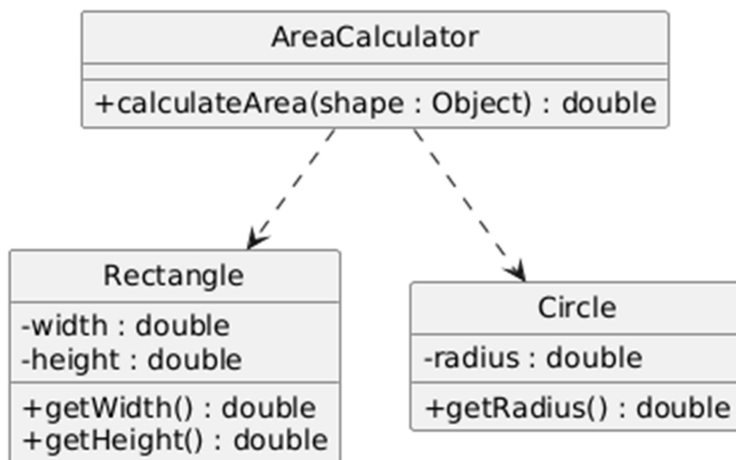 AreaCalculator
+calculateArea(shape : Object) : double
Rectangle
-width : double
-height : double
+getWidth() : double
+getHeight() : double
Circle
-radius : double
+getRadius() : double